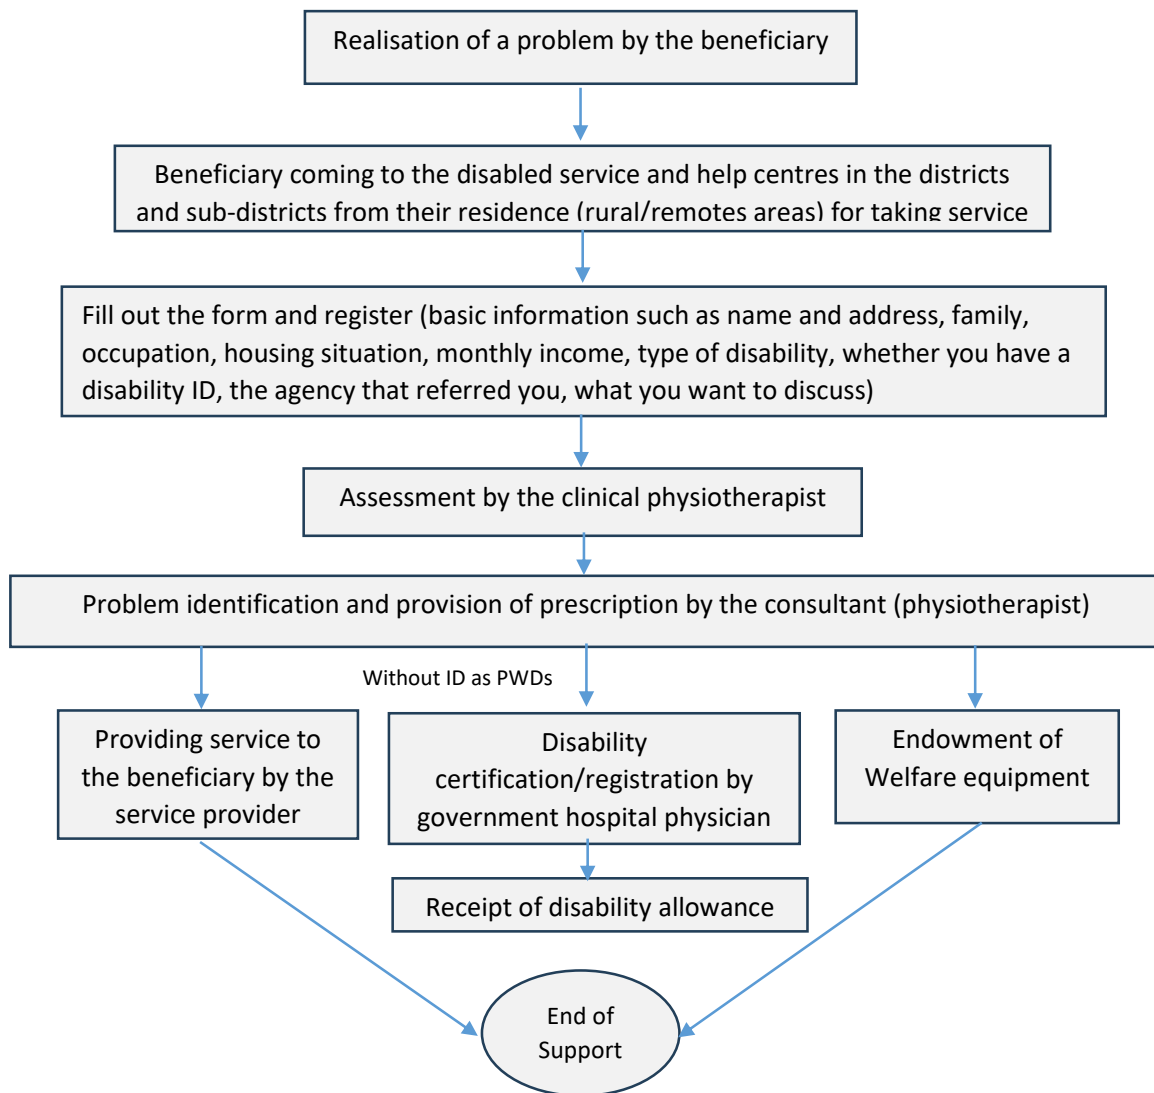 Realisation of a problem by the beneficiary
Beneficiary coming to the disabled service and help centres in the districts
and sub-districts from their residence (rural/remotes areas) for taking service
Fill out the form and register (basic information such as name and address, family,
occupation, housing situation, monthly income, type of disability, whether you have a
disability ID, the agency that referred you, what you want to discuss)
Assessment by the clinical physiotherapist
Problem identification and provision of prescription by the consultant (physiotherapist)
Without ID as PWDs
Providing service to
the beneficiary by the
service provider
Disability
certification/registration by
government hospital physician
Endowment of
Welfare equipment
Receipt of disability allowance
End of
Support